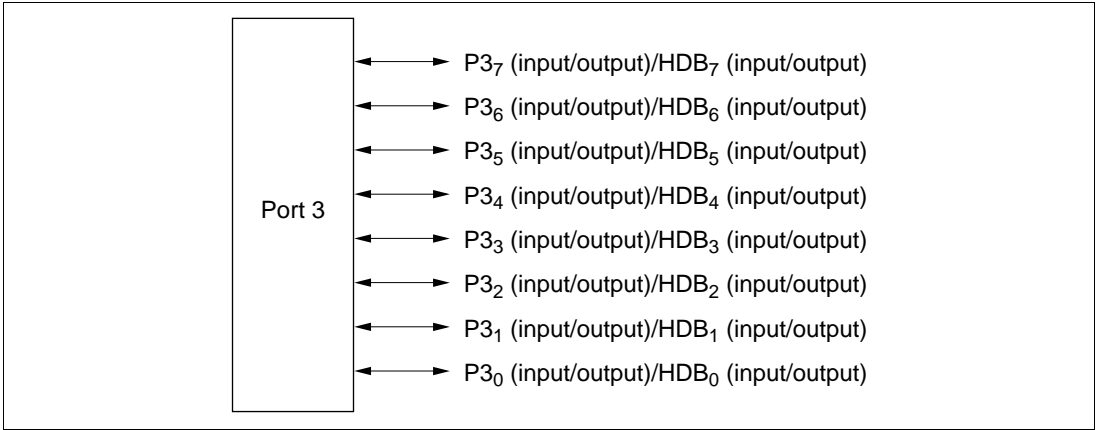 P3₇ (input/output)/HDB₇ (input/output)
P3₆ (input/output)/HDB₆ (input/output)
P3₅ (input/output)/HDB₅ (input/output)
P3₄ (input/output)/HDB₄ (input/output)
Port 3
P3₃ (input/output)/HDB₃ (input/output)
P3₂ (input/output)/HDB₂ (input/output)
P3₁ (input/output)/HDB₁ (input/output)
P3₀ (input/output)/HDB₀ (input/output)